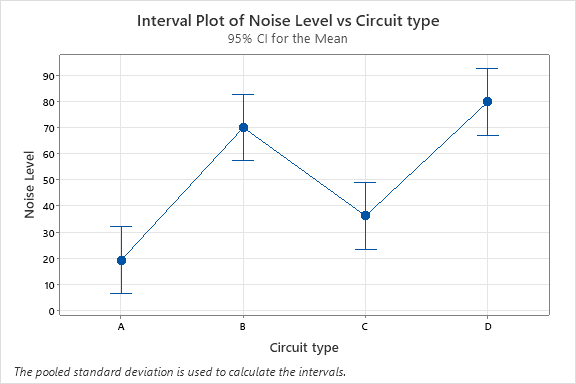 Interval Plot of Noise Level vs Circuit type
95% CI for the Mean
Noise Level
90
80
70
60
50
40
30
20
10
0
A B C D
Circuit type
The pooled standard deviation is used to calculate the intervals.